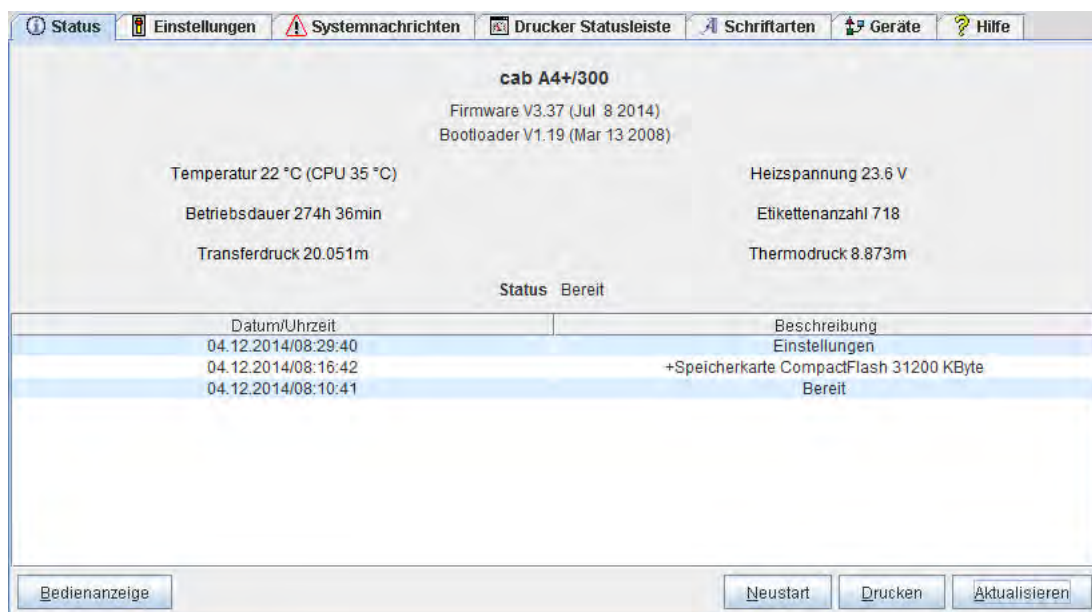 Status Einstellungen Systemnachrichten Drucker Statusleiste Schriftarten Geräte Hilfe
cab A4+/300
Firmware V3.37 (Jul 8 2014)
Bootloader V1.19 (Mar 13 2008)
Temperatur 22 °C (CPU 35 °C) Heizspannung 23.6 V
Betriebsdauer 274h 36min Etikettenanzahl 718
Transferdruck 20.051m Thermodruck 8.873m
Status Bereit
Datum/Uhrzeit Beschreibung
04.12.2014/08:29:40 Einstellungen
04.12.2014/08:16:42 +Speicherkarte CompactFlash 31200 KByte
04.12.2014/08:10:41 Bereit
Bedienanzeige Neustart Drucken Aktualisieren